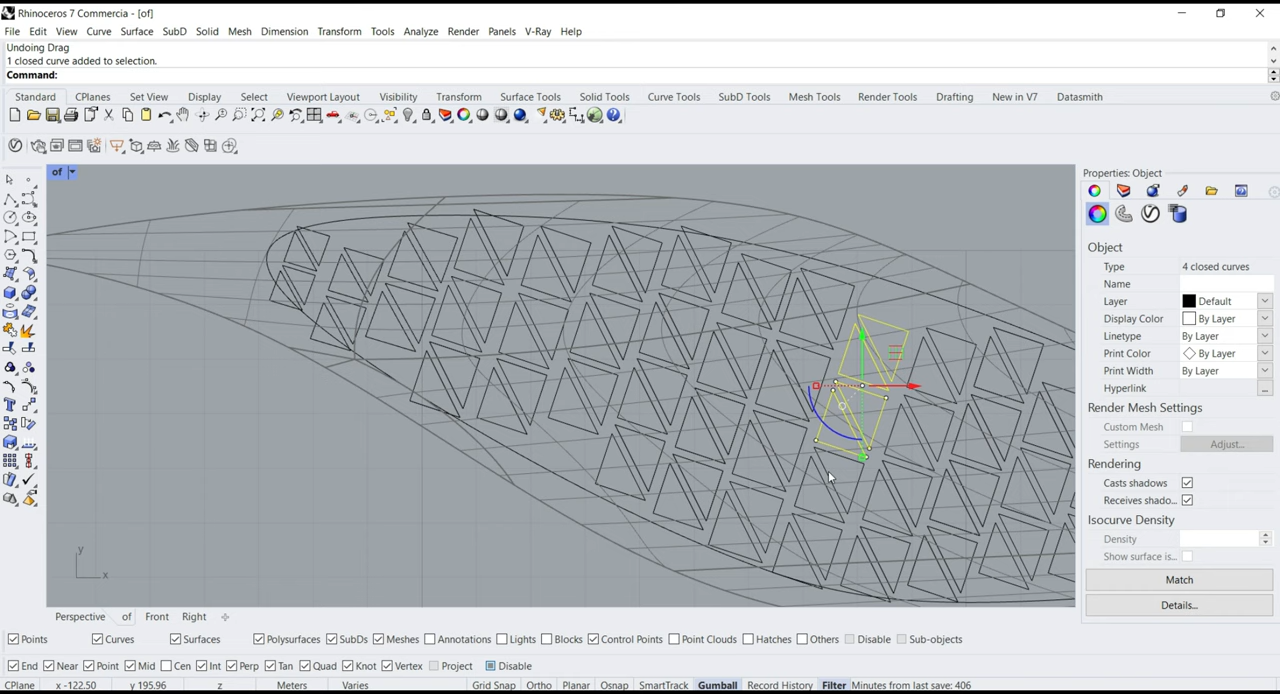 Rhinoceros 7 Commercia - [of]
File Edit View Curve Surface SubD Solid Mesh Dimension Transform Tools Analyze Render Panels V-Ray Help
Undoing Drag
1 closed curve added to selection.
Command:
Standard CPlanes Set View Display Select Viewport Layout Visibility Transform Surface Tools Solid Tools Curve Tools SubD Tools Mesh Tools Render Tools Drafting New in V7 Datasmith
of
Properties: Object
Object
Type 4 closed curves
Name
Layer Default
Display Color By Layer
Linetype By Layer
Print Color By Layer
Print Width By Layer
Hyperlink ...
Render Mesh Settings
Custom Mesh
Settings Adjust...
Rendering
Casts shadows
Receives shado...
Isocurve Density
Density
Show surface is...
Match
Details...
y
x
Perspective of Front Right
Points Curves Surfaces Polysurfaces SubDs Meshes Annotations Lights Blocks Control Points Point Clouds Hatches Others Disable Sub-objects
End Near Point Mid Cen Int Perp Tan Quad Knot Vertex Project Disable
CPlane x -122.50 y 195.96 z Meters Varies Grid Snap Ortho Planar Osnap SmartTrack Gumball Record History Filter Minutes from last save: 406